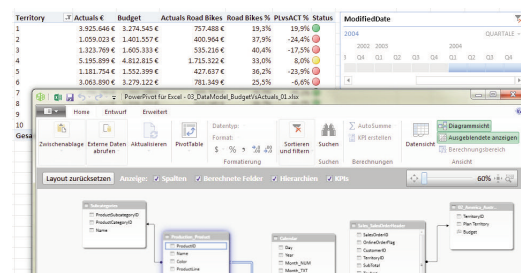 Territory Actuals € Budget Actuals Road Bikes Road Bikes % PLvsACT % Status
1 3.925.646 € 3.274.545 € 757.488 € 19,3% 19,9%
2 1.059.023 € 1.401.557 € 400.964 € 37,9% -24,4%
3 1.323.769 € 1.605.333 € 535.216 € 40,4% -17,5%
4 5.195.899 € 4.812.815 € 1.715.322 € 33,0% 8,0%
5 1.181.754 € 1.552.399 € 427.637 € 36,2% -23,9%
6 3.063.890 € 3.279.122 € 781.349 € 25,5% -6,6%
7
8
9
10
Gesa
ModifiedDate
2004 QUARTALE
2002 2003 2004
Q4 Q1 Q2 Q3 Q4 Q1 Q2 Q3 Q4
PowerPivot für Excel - 03_DataModel_BudgetVsActuals_01.xlsx
Home Entwurf Erweitert
Zwischenablage
Externe Daten abrufen
Aktualisieren
PivotTable
Datentyp:
Format:
$ % ,
Formatierung
Sortieren und filtern
Suchen
Suchen
AutoSumme
KPI erstellen
Berechnungen
Datensicht
Diagrammsicht
Ausgeblendete anzeigen
Berechnungsbereich
Ansicht
Layout zurücksetzen Anzeige: Spalten Berechnete Felder Hierarchien KPIs 60%
Subcategories
ProductSubcategoryID
ProductCategoryID
Name
Production_Product
ProductID
Name
Color
ProductLine
Calendar
Day
Year
Month_NUM
Month_TXT
Sales_SalesOrderHeader
SalesOrderID
OnlineOrderFlag
CustomerID
TerritoryID
SubTotal
TerritoryID
Plan Territory
Budget